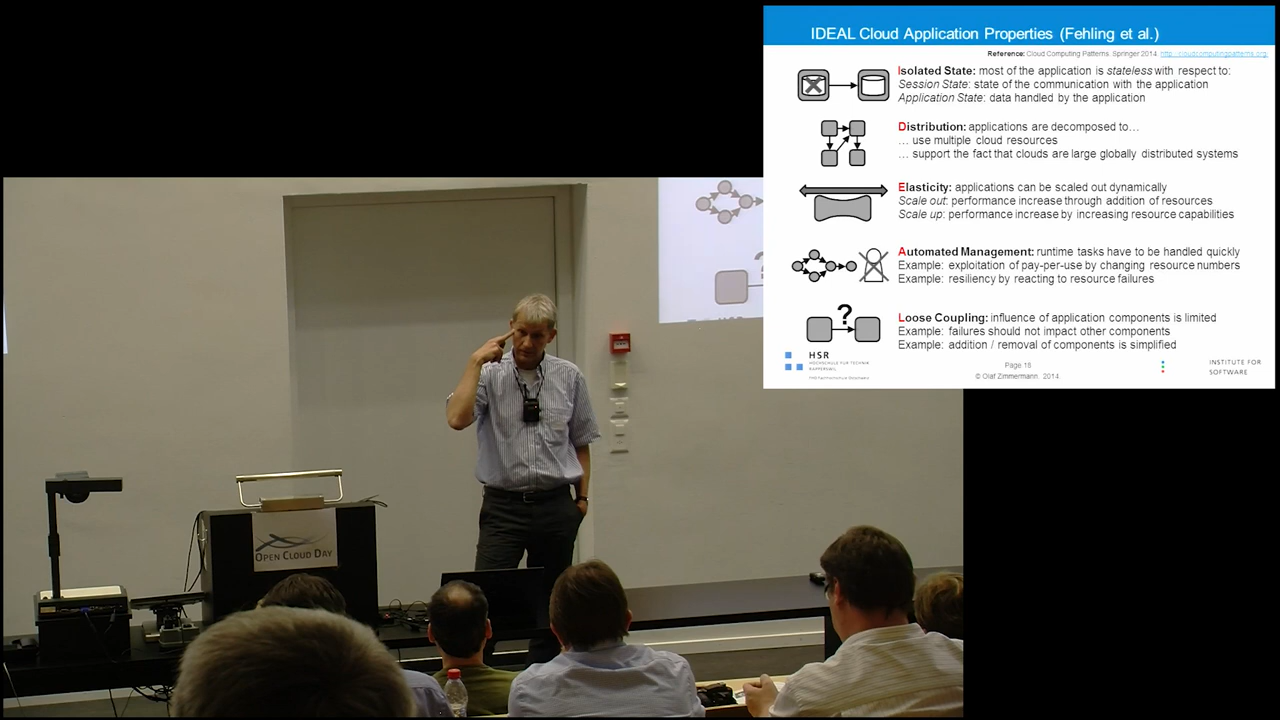 IDEAL Cloud Application Properties (Fehling et al.)
Reference: Cloud Computing Patterns. Springer 2014 http://cloudcomputingpatterns.org
Isolated State: most of the application is stateless with respect to:
Session State: state of the communication with the application
Application State: data handled by the application
Distribution: applications are decomposed to…
… use multiple cloud resources
… support the fact that clouds are large globally distributed systems
Elasticity: applications can be scaled out dynamically
Scale out: performance increase through addition of resources
Scale up: performance increase by increasing resource capabilities
Automated Management: runtime tasks have to be handled quickly
Example: exploitation of pay-per-use by changing resource numbers
Example: resiliency by reacting to resource failures
?
Loose Coupling: influence of application components is limited
Example: failures should not impact other components
Example: addition / removal of components is simplified
HSR
HOCHSCHULE FÜR TECHNIK
RAPPERSWIL
Page 18
© Olaf Zimmermann 2014
INSTITUTE FOR
SOFTWARE
OPEN CLOUD DAY